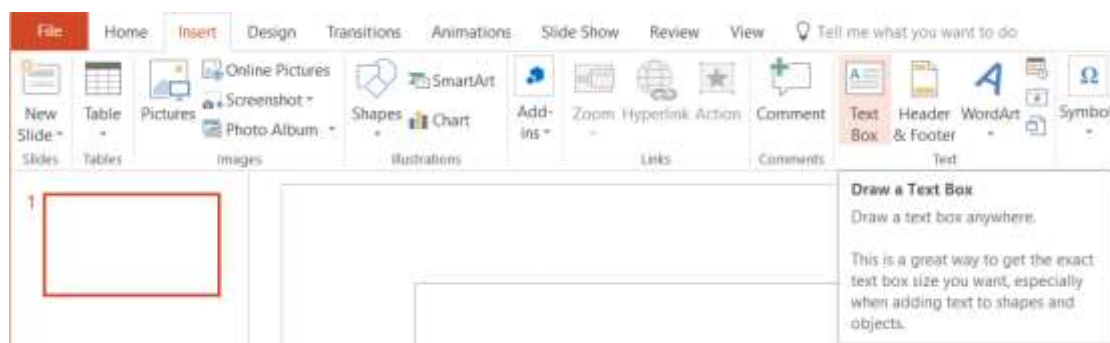 File Home Insert Design Transitions Animations Slide Show Review View Tell me what you want to do
Online Pictures
SmartArt
Screenshot
New Table Pictures Shapes Chart Add- Zoom Hyperlink Action Comment Text Header WordArt Symbol
Slide Photo Album ins Box & Footer
Slides Tables Images Illustrations Links Comments Text
1
Draw a Text Box
Draw a text box anywhere.
This is a great way to get the exact
text box size you want, especially
when adding text to shapes and
objects.